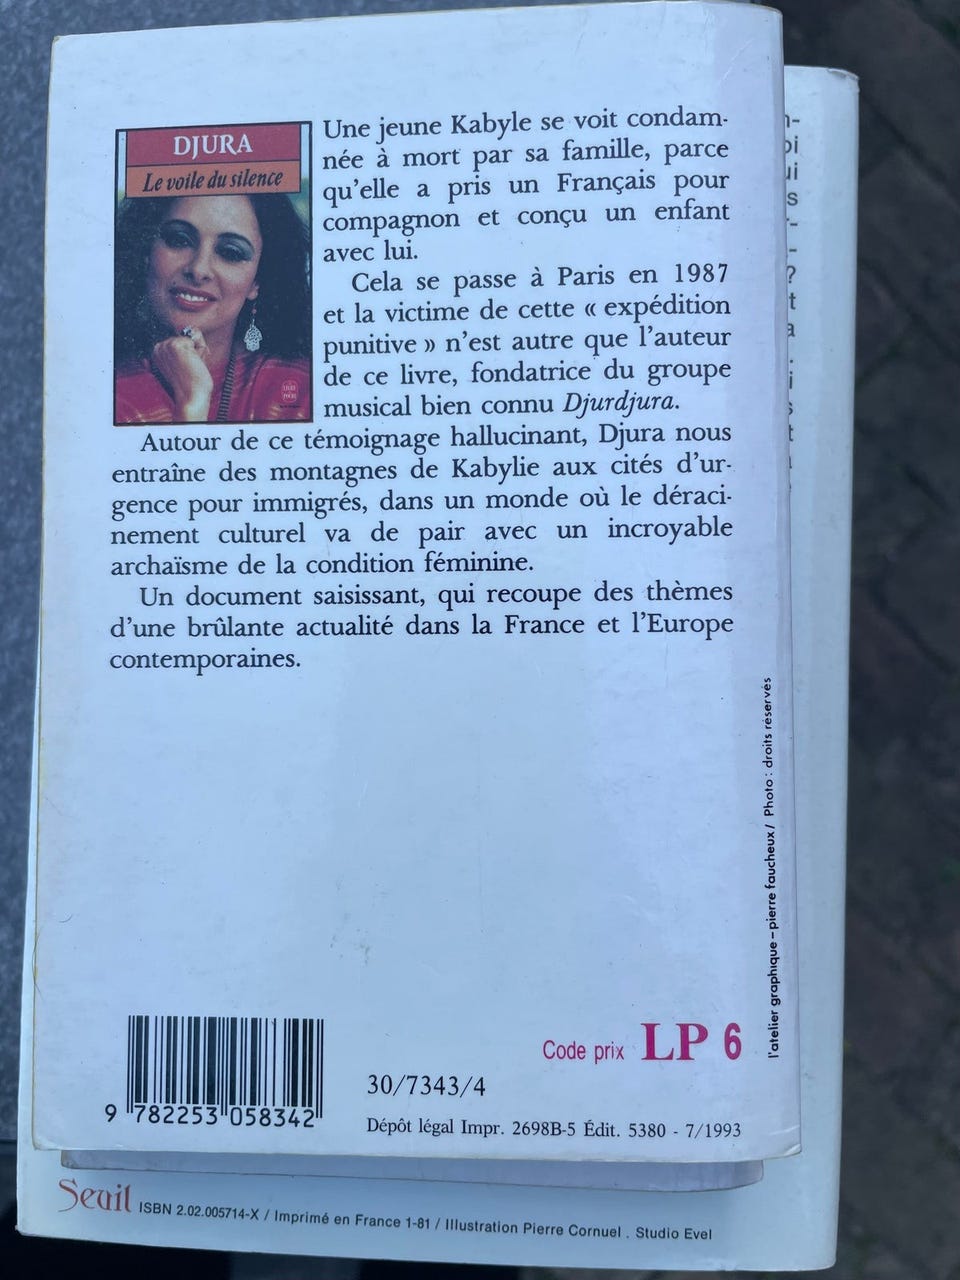 DJURA
Le voile du silence
Une jeune Kabyle se voit condam-
née à mort par sa famille, parce
qu'elle a pris un Français pour
compagnon et conçu un enfant
avec lui.
Cela se passe à Paris en 1987
et la victime de cette « expédition
punitive » n'est autre que l'auteur
de ce livre, fondatrice du groupe
musical bien connu Djurdjura.
Autour de ce témoignage hallucinant, Djura nous
entraîne des montagnes de Kabylie aux cités d'ur-
gence pour immigrés, dans un monde où le déraci-
nement culturel va de pair avec un incroyable
archaïsme de la condition féminine.
Un document saisissant, qui recoupe des thèmes
d'une brûlante actualité dans la France et l'Europe
contemporaines.
l'atelier graphique – pierre faucheux / Photo : droits réservés
Code prix LP 6
30/7343/4
9 782253 058342
Dépôt légal Impr. 2698B-5 Édit. 5380 - 7/1993
Seuil ISBN 2.02.005714-X / Imprimé en France 1-81 / Illustration Pierre Cornuel . Studio Evel